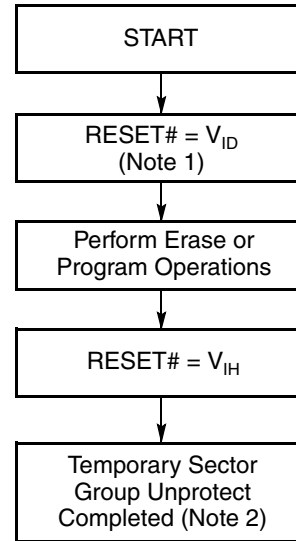 START
RESET# = V_ID
(Note 1)
Perform Erase or
Program Operations
RESET# = V_IH
Temporary Sector
Group Unprotect
Completed (Note 2)